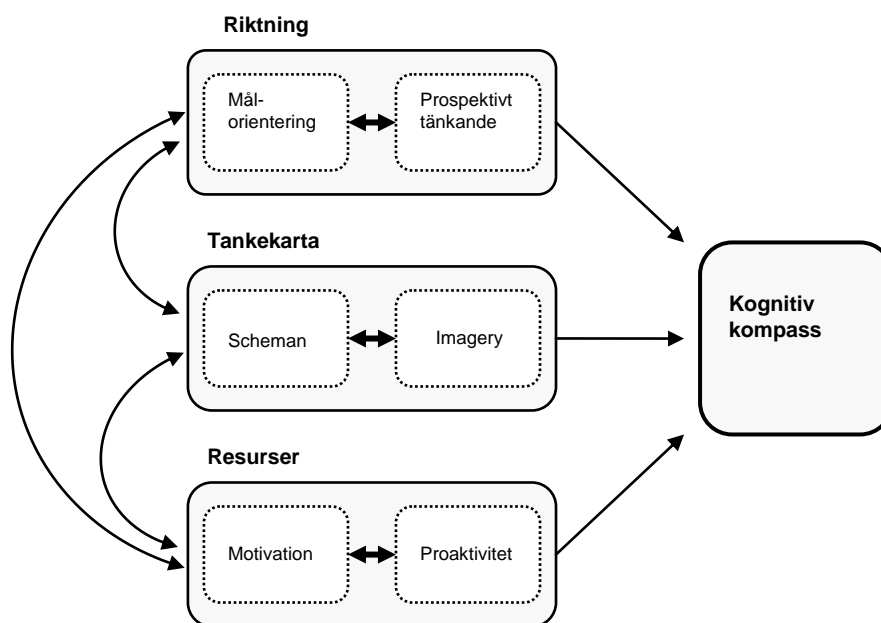 Riktning
Mål-
orientering
Prospektivt
tänkande
Tankekarta
Scheman
Imagery
Kognitiv
kompass
Resurser
Motivation
Proaktivitet